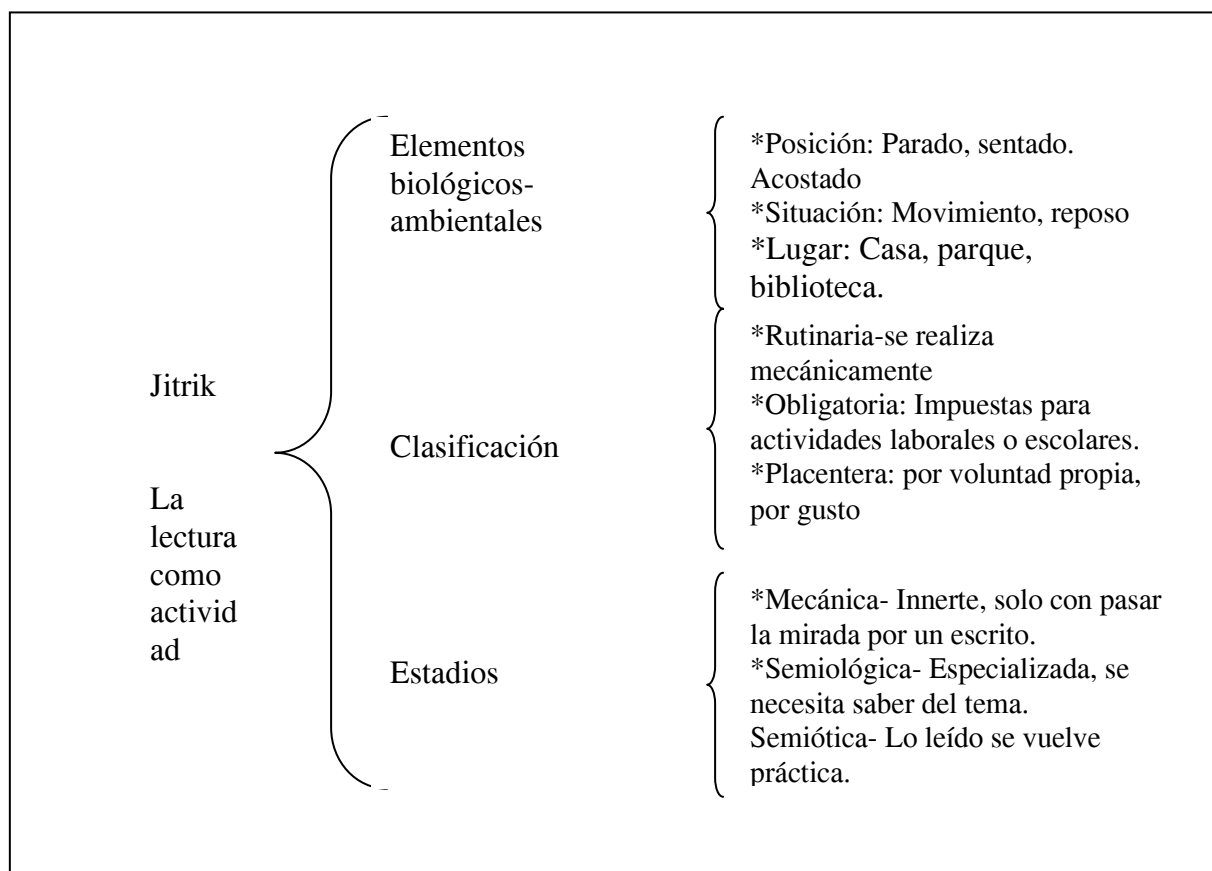 Jitrik
La
lectura
como
activid
ad
Elementos
biológicos-
ambientales
*Posición: Parado, sentado.
Acostado
*Situación: Movimiento, reposo
*Lugar: Casa, parque,
biblioteca.
Clasificación
*Rutinaria-se realiza
mecánicamente
*Obligatoria: Impuestas para
actividades laborales o escolares.
*Placentera: por voluntad propia,
por gusto
Estadios
*Mecánica- Innerte, solo con pasar
la mirada por un escrito.
*Semiológica- Especializada, se
necesita saber del tema.
Semiótica- Lo leído se vuelve
práctica.